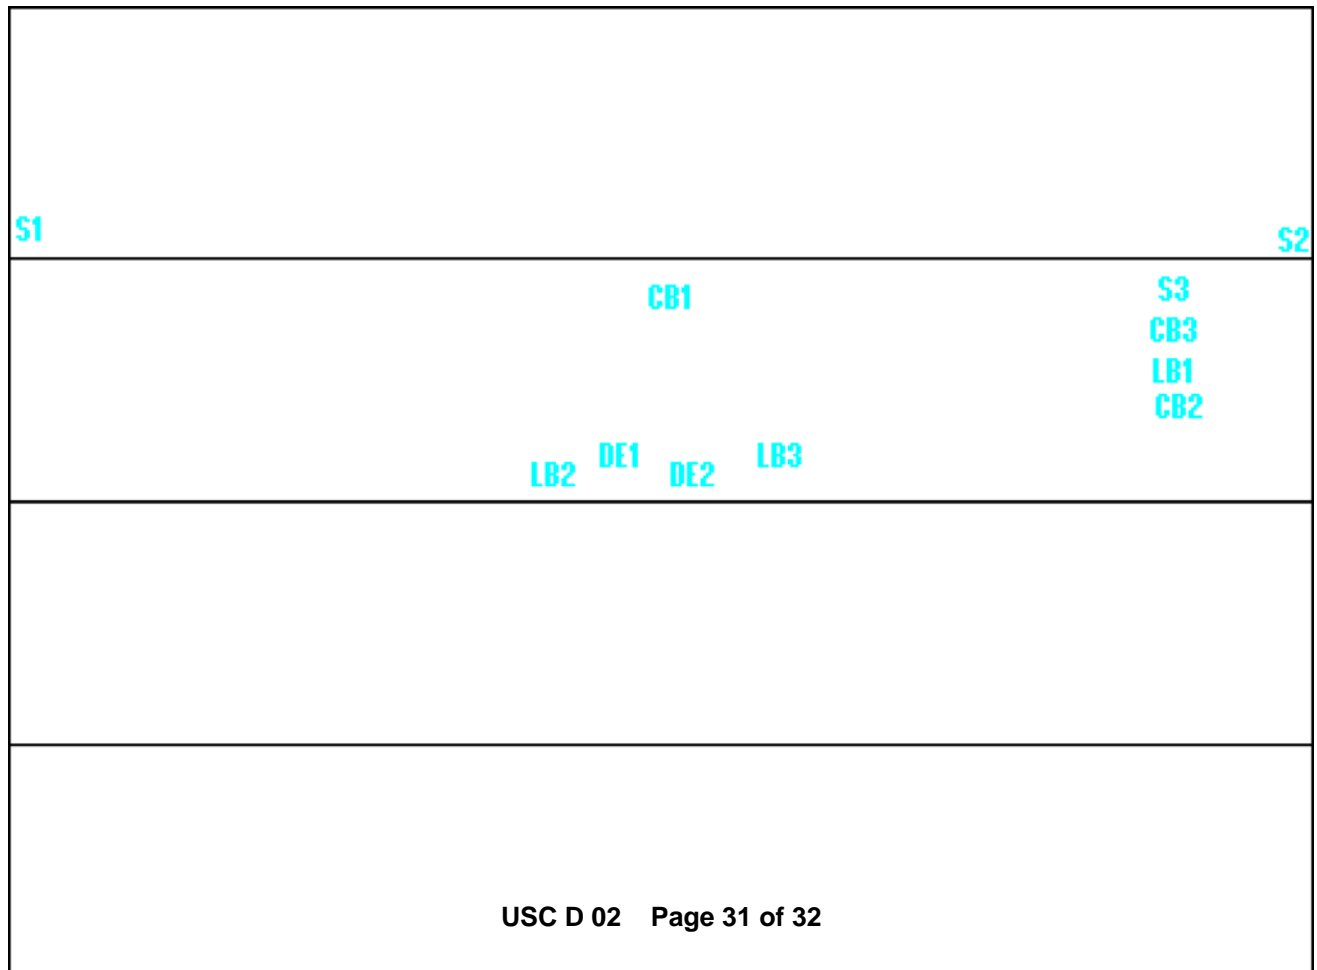 S1
S2
CB1
S3
CB3
LB1
CB2
LB2 DE1 DE2 LB3
USC D 02 Page 31 of 32